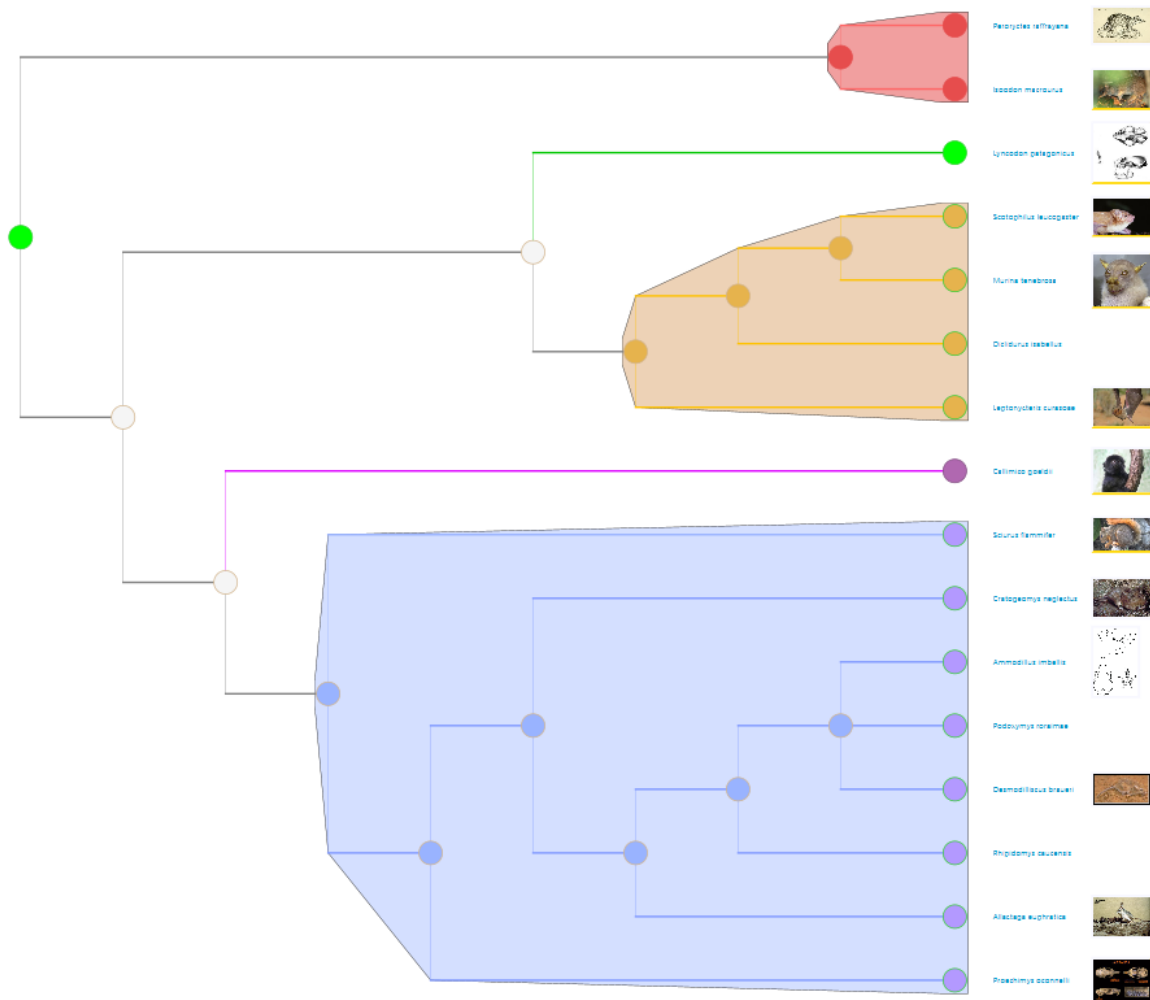 Peroryctes raffrayana
Isoodon macrourus
Lyncodon patagonicus
Scotophilus leucogaster
Murina tenebrosa
Diclidurus isabellus
Leptonycteris curasoae
Callimico goeldii
Sciurus flammifer
Cratogeomys neglectus
Ammodillus imbellis
Podoxymys roraimae
Desmodilliscus braueri
Rhipidomys caucensis
Allactaga euphratica
Proechimys oconnelli